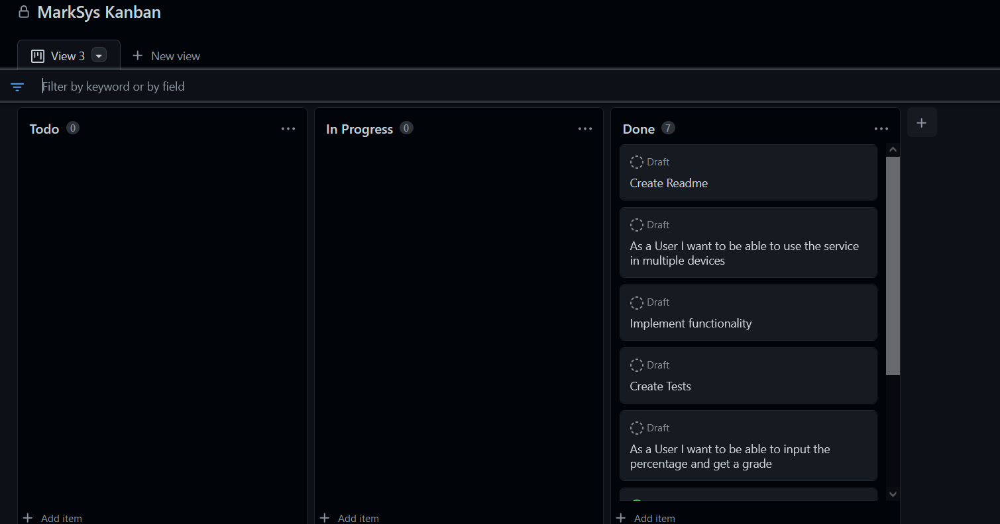 MarkSys Kanban
View 3
New view
Filter by keyword or by field
Todo 0
In Progress 0
Done 7
Draft
Create Readme
Draft
As a User I want to be able to use the service
in multiple devices
Draft
Implement functionality
Draft
Create Tests
Draft
As a User I want to be able to input the
percentage and get a grade
Add item
Add item
Add item